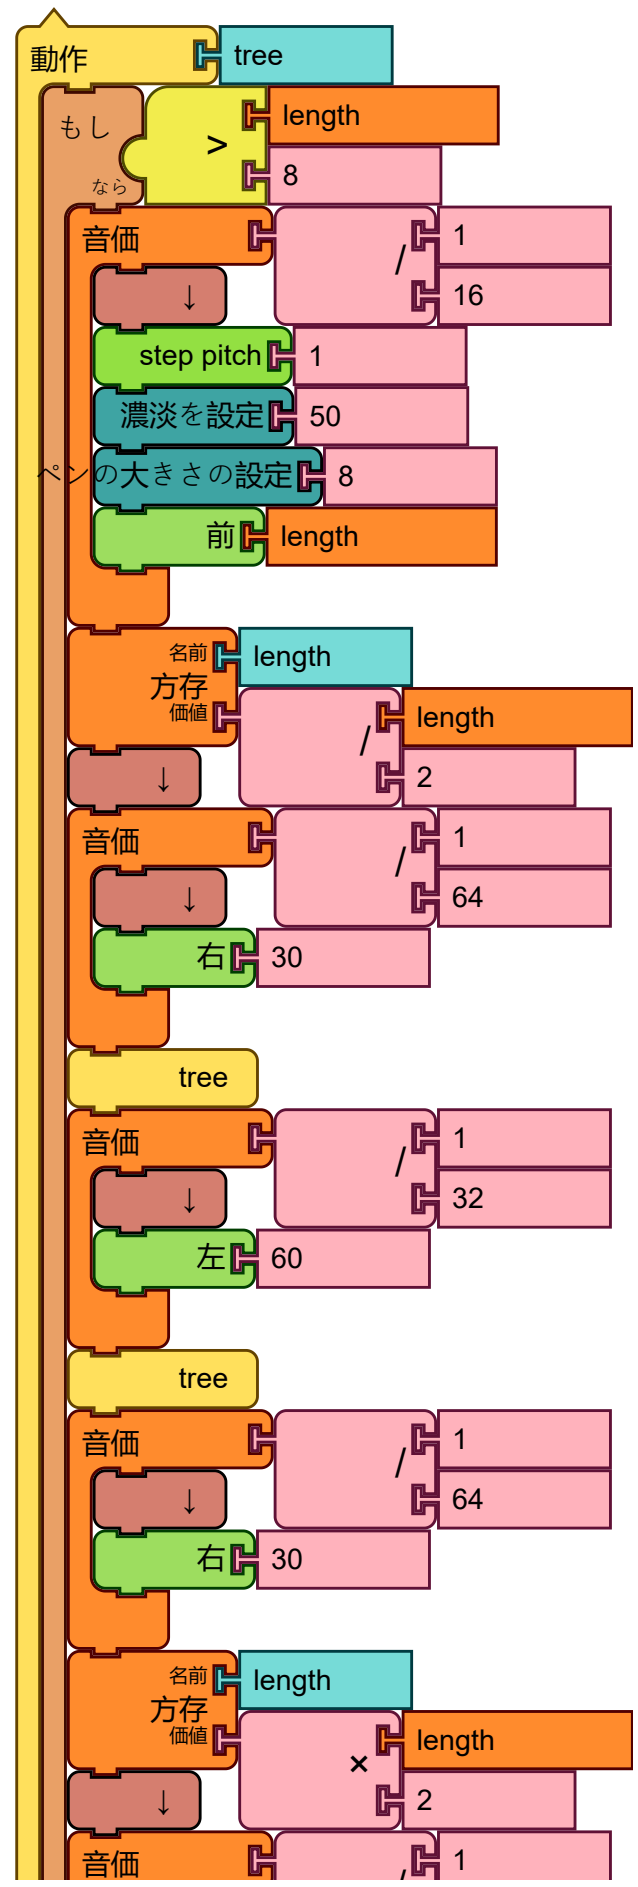 動作 tree
もし > length
なら 8
音価 / 1
16
↓
step pitch 1
濃淡を設定 50
ペンの大きさの設定 8
前 length
名前 length
方存
価値 / length
↓ 2
音価 / 1
64
↓
右 30
tree
音価 / 1
32
↓
左 60
tree
音価 / 1
64
↓
右 30
名前 length
方存
価値 × length
↓ 2
音価 / 1